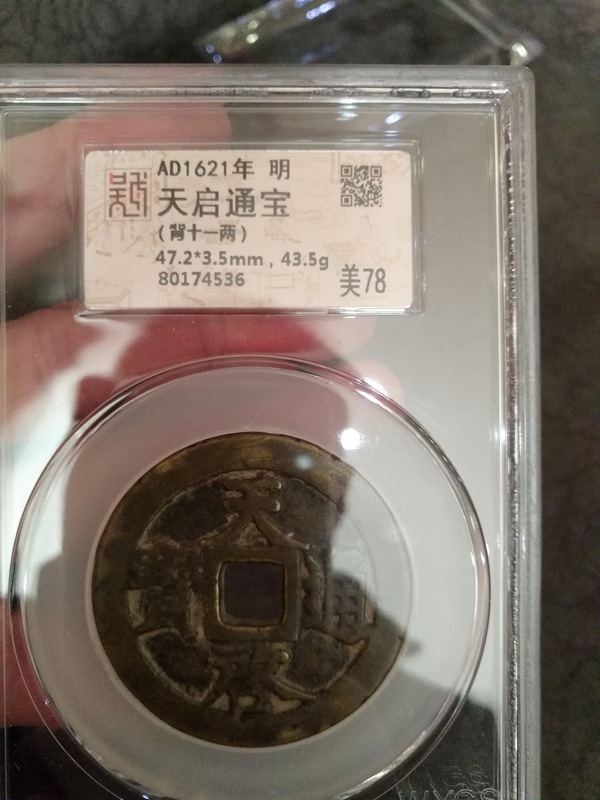 AD1621年 明
天启通宝
(背十一两)
47.2*3.5mm，43.5g
80174536
美78
天
寶 通
啓